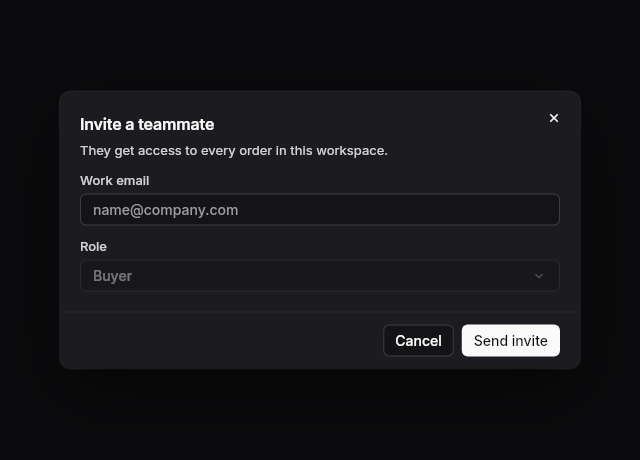 Invite a teammate
They get access to every order in this workspace.
Work email
name@company.com
Role
Buyer
Cancel
Send invite